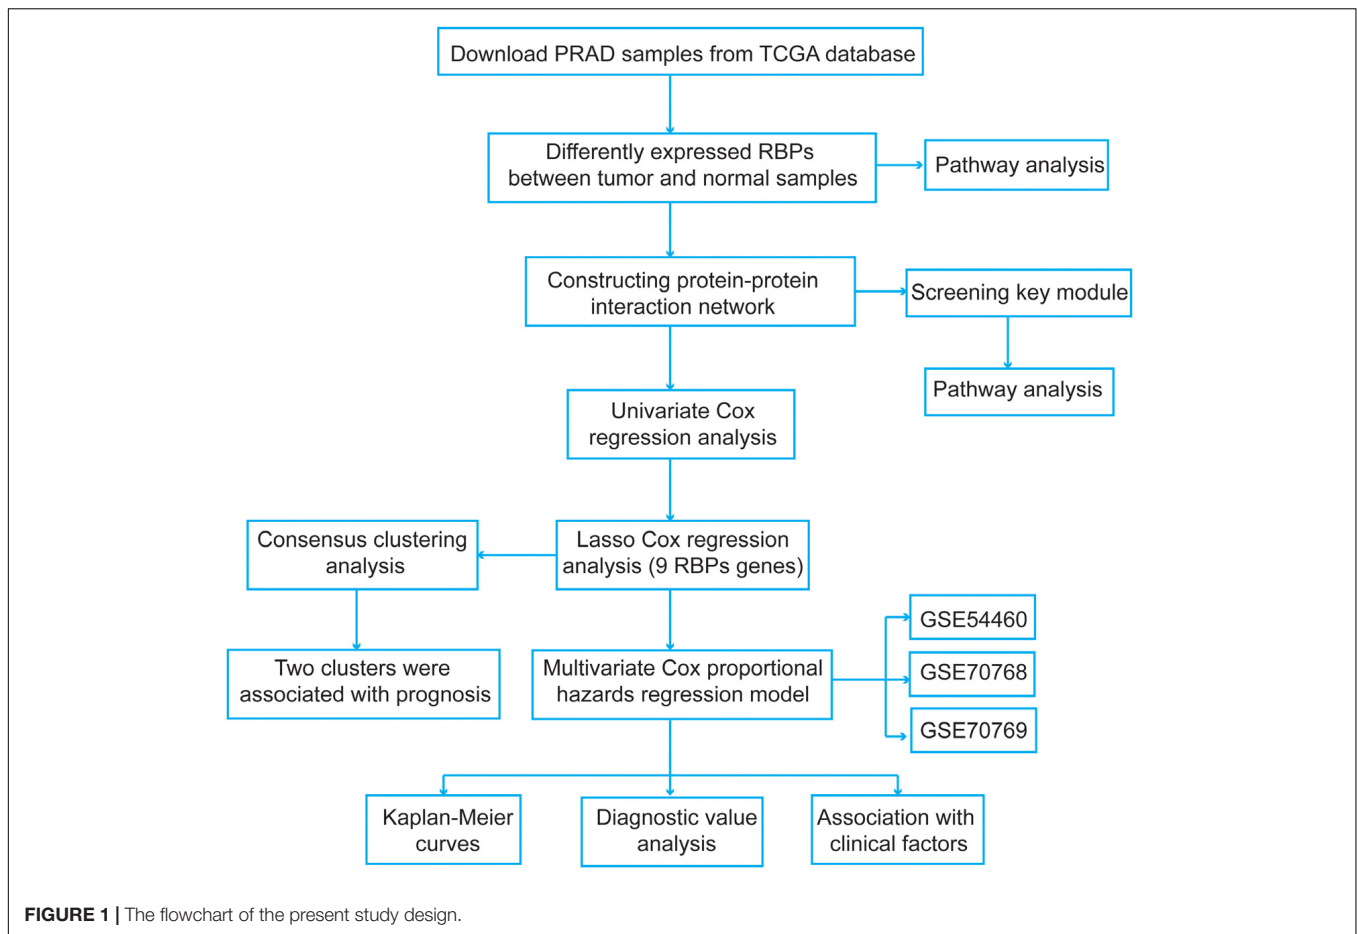 Download PRAD samples from TCGA database
Differently expressed RBPs
between tumor and normal samples
Pathway analysis
Constructing protein-protein
interaction network
Screening key module
Pathway analysis
Univariate Cox
regression analysis
Consensus clustering
analysis
Lasso Cox regression
analysis (9 RBPs genes)
Two clusters were
associated with prognosis
Multivariate Cox proportional
hazards regression model
GSE54460
GSE70768
GSE70769
Kaplan-Meier
curves
Diagnostic value
analysis
Association with
clinical factors
FIGURE 1 | The flowchart of the present study design.